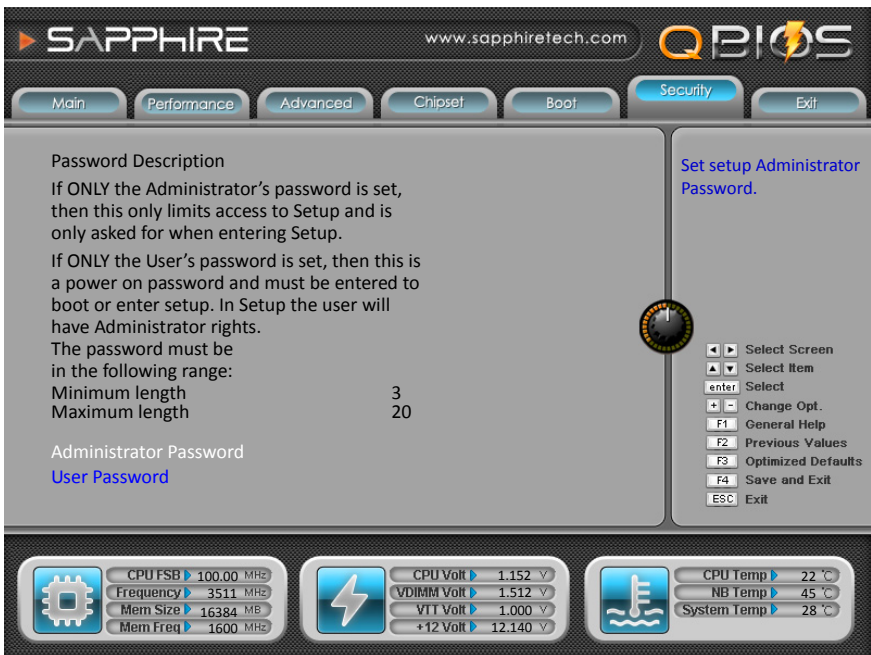 SAPPHIRE
www.sapphiretech.com
QBIOS
Main Performance Advanced Chipset Boot Security Exit
Password Description
If ONLY the Administrator’s password is set,
then this only limits access to Setup and is
only asked for when entering Setup.
If ONLY the User’s password is set, then this is
a power on password and must be entered to
boot or enter setup. In Setup the user will
have Administrator rights.
The password must be
in the following range:
Minimum length 3
Maximum length 20
Administrator Password
User Password
Set setup Administrator
Password.
Select Screen
Select Item
enter Select
+ - Change Opt.
F1 General Help
F2 Previous Values
F3 Optimized Defaults
F4 Save and Exit
ESC Exit
CPU FSB 100.00 MHz
Frequency 3511 MHz
Mem Size 16384 MB
Mem Freq 1600 MHz
CPU Volt 1.152 V
VDIMM Volt 1.512 V
VTT Volt 1.000 V
+12 Volt 12.140 V
CPU Temp 22 °C
NB Temp 45 °C
System Temp 28 °C